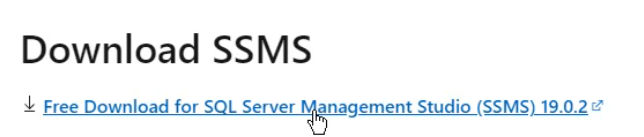 Download SSMS
Free Download for SQL Server Management Studio (SSMS) 19.0.2